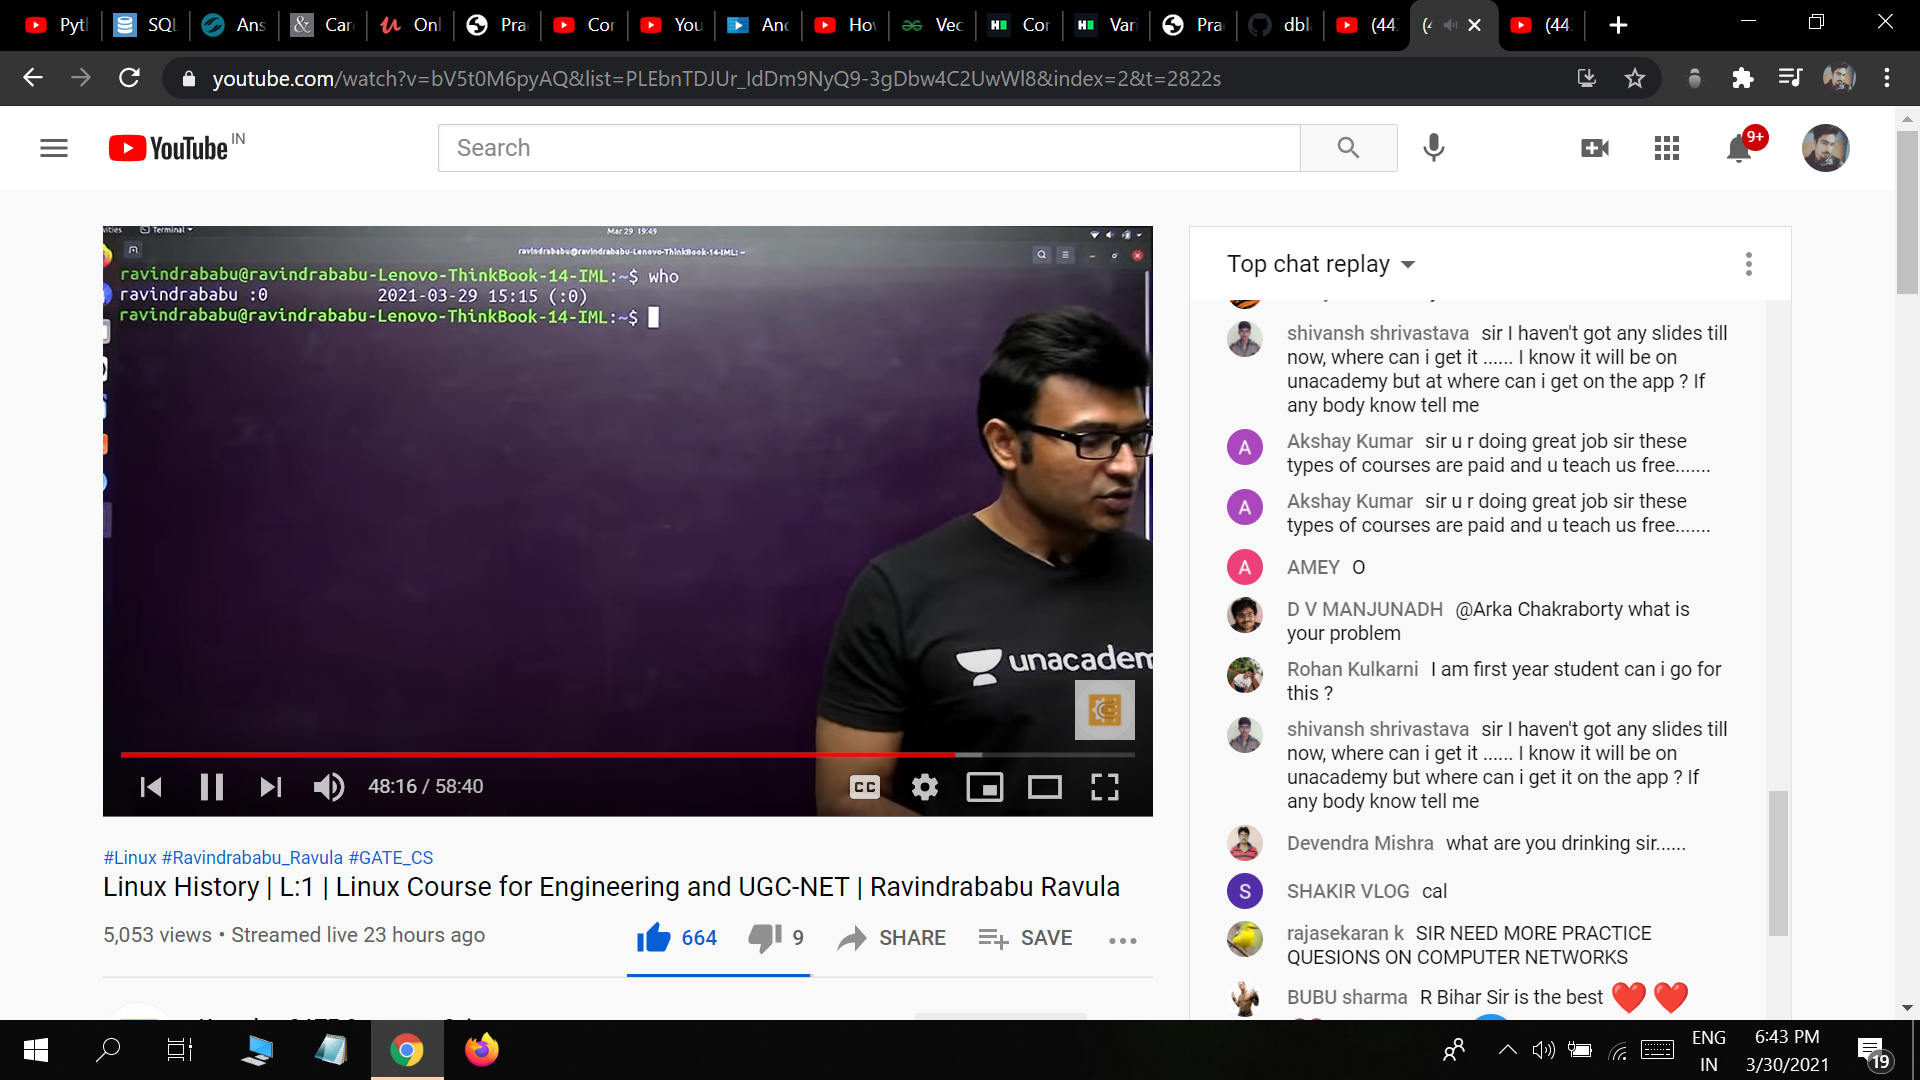 Pyth
SQL
Ans
Car
Onl
Pra
Cor
You
And
Hov
Vec
Cor
Vari
Pra
dbl
(44
(4
(44
youtube.com/watch?v=bV5t0M6pyAQ&list=PLEbnTDJUr_IdDm9NyQ9-3gDbw4C2UwWl8&index=2&t=2822s
YouTube IN
Search
9+
vities Terminal Mar 29 19:49
ravindrababu@ravindrababu-Lenovo-ThinkBook-14-IML: ~
ravindrababu@ravindrababu-Lenovo-ThinkBook-14-IML:~$ who
ravindrababu :0 2021-03-29 15:15 (:0)
ravindrababu@ravindrababu-Lenovo-ThinkBook-14-IML:~$
unacadem
48:16 / 58:40
CC
#Linux #Ravindrababu_Ravula #GATE_CS
Linux History | L:1 | Linux Course for Engineering and UGC-NET | Ravindrababu Ravula
5,053 views • Streamed live 23 hours ago
664
9
SHARE
SAVE
Top chat replay
shivansh shrivastava sir I haven't got any slides till
now, where can i get it ...... I know it will be on
unacademy but at where can i get on the app ? If
any body know tell me
A
Akshay Kumar sir u r doing great job sir these
types of courses are paid and u teach us free.......
A
Akshay Kumar sir u r doing great job sir these
types of courses are paid and u teach us free.......
A
AMEY O
D V MANJUNADH @Arka Chakraborty what is
your problem
Rohan Kulkarni I am first year student can i go for
this ?
shivansh shrivastava sir I haven't got any slides till
now, where can i get it ...... I know it will be on
unacademy but where can i get it on the app ? If
any body know tell me
Devendra Mishra what are you drinking sir......
S
SHAKIR VLOG cal
rajasekaran k SIR NEED MORE PRACTICE
QUESIONS ON COMPUTER NETWORKS
BUBU sharma R Bihar Sir is the best ❤️ ❤️
ENG
IN
6:43 PM
3/30/2021
19